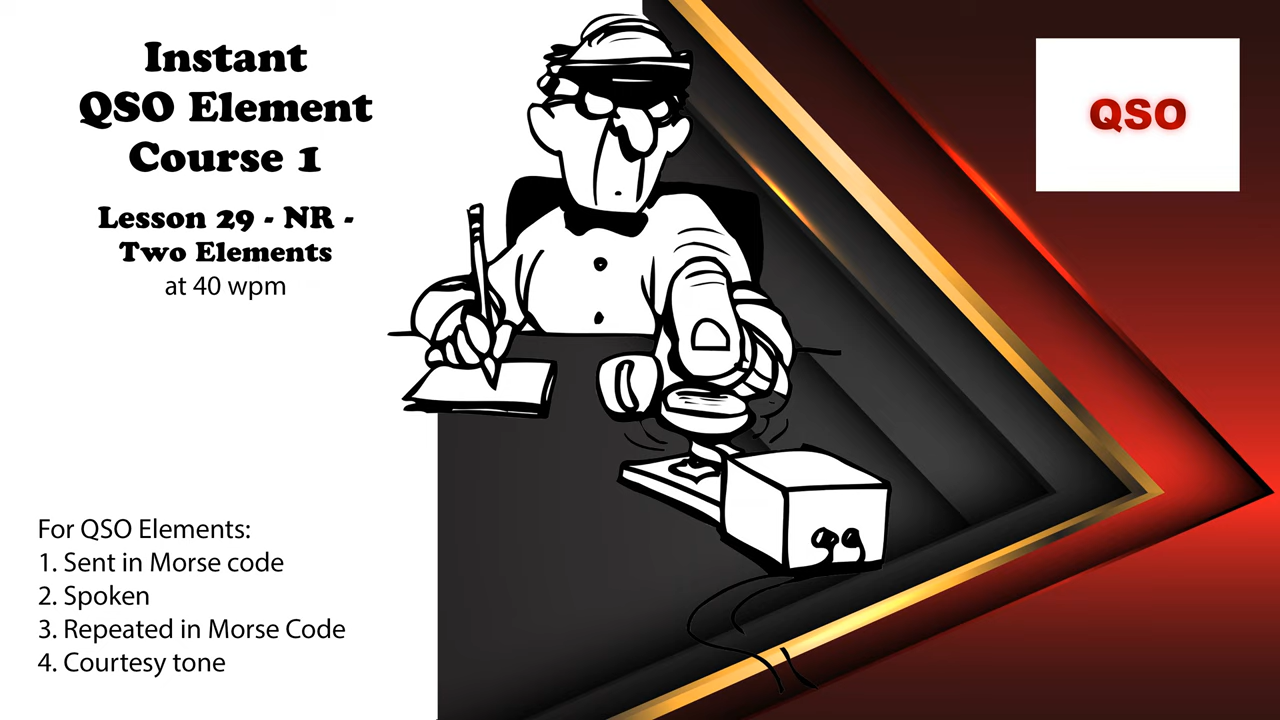 Instant
QSO Element
Course 1
Lesson 29 - NR -
Two Elements
at 40 wpm
QSO
For QSO Elements:
1. Sent in Morse code
2. Spoken
3. Repeated in Morse Code
4. Courtesy tone